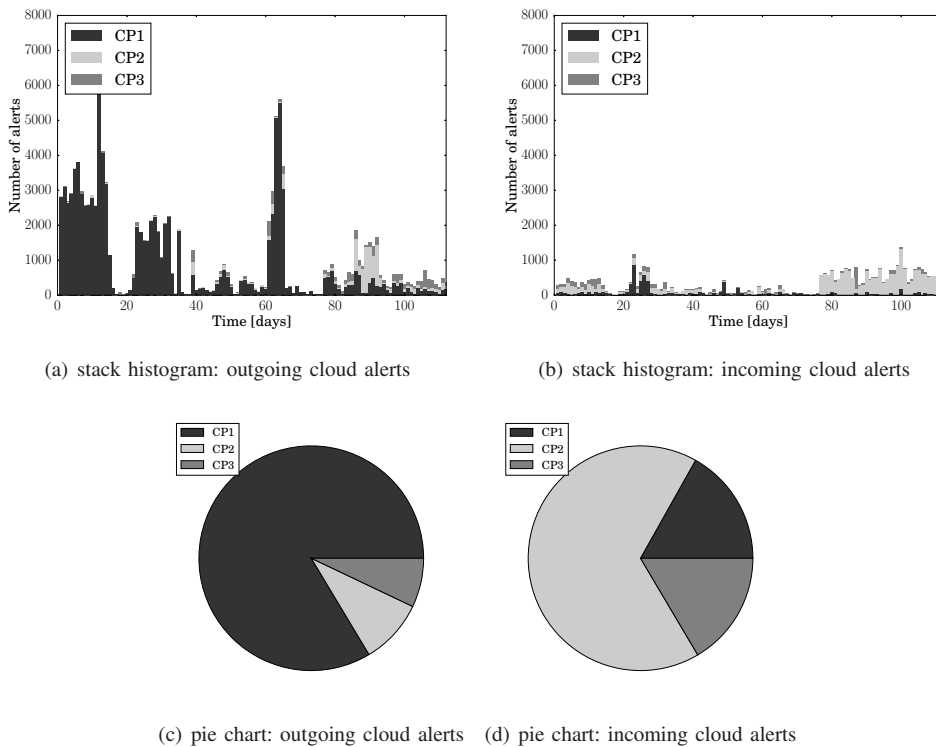 8000
7000
6000
5000
4000
3000
2000
1000
0
Number of alerts
CP1
CP2
CP3
0 20 40 60 80 100
Time [days]
(a) stack histogram: outgoing cloud alerts
8000
7000
6000
5000
4000
3000
2000
1000
0
Number of alerts
CP1
CP2
CP3
0 20 40 60 80 100
Time [days]
(b) stack histogram: incoming cloud alerts
CP1
CP2
CP3
(c) pie chart: outgoing cloud alerts
CP1
CP2
CP3
(d) pie chart: incoming cloud alerts